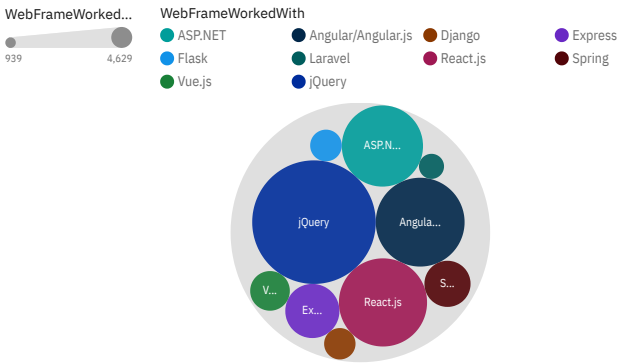 WebFrameWorked...
939 4,629
WebFrameWorkedWith
ASP.NET Angular/Angular.js Django Express
Flask Laravel React.js Spring
Vue.js jQuery
ASP.N...
jQuery Angula...
S...
V...
Ex... React.js